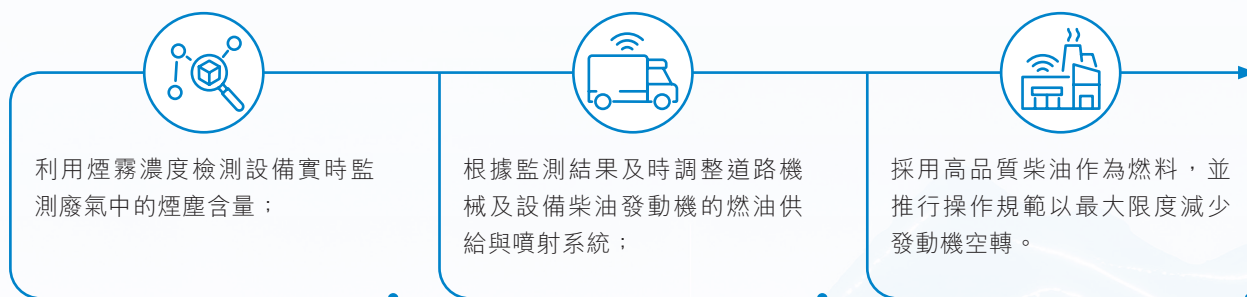 利用煙霧濃度檢測設備實時監
測廢氣中的煙塵含量；
根據監測結果及時調整道路機
械及設備柴油發動機的燃油供
給與噴射系統；
採用高品質柴油作為燃料，並
推行操作規範以最大限度減少
發動機空轉。